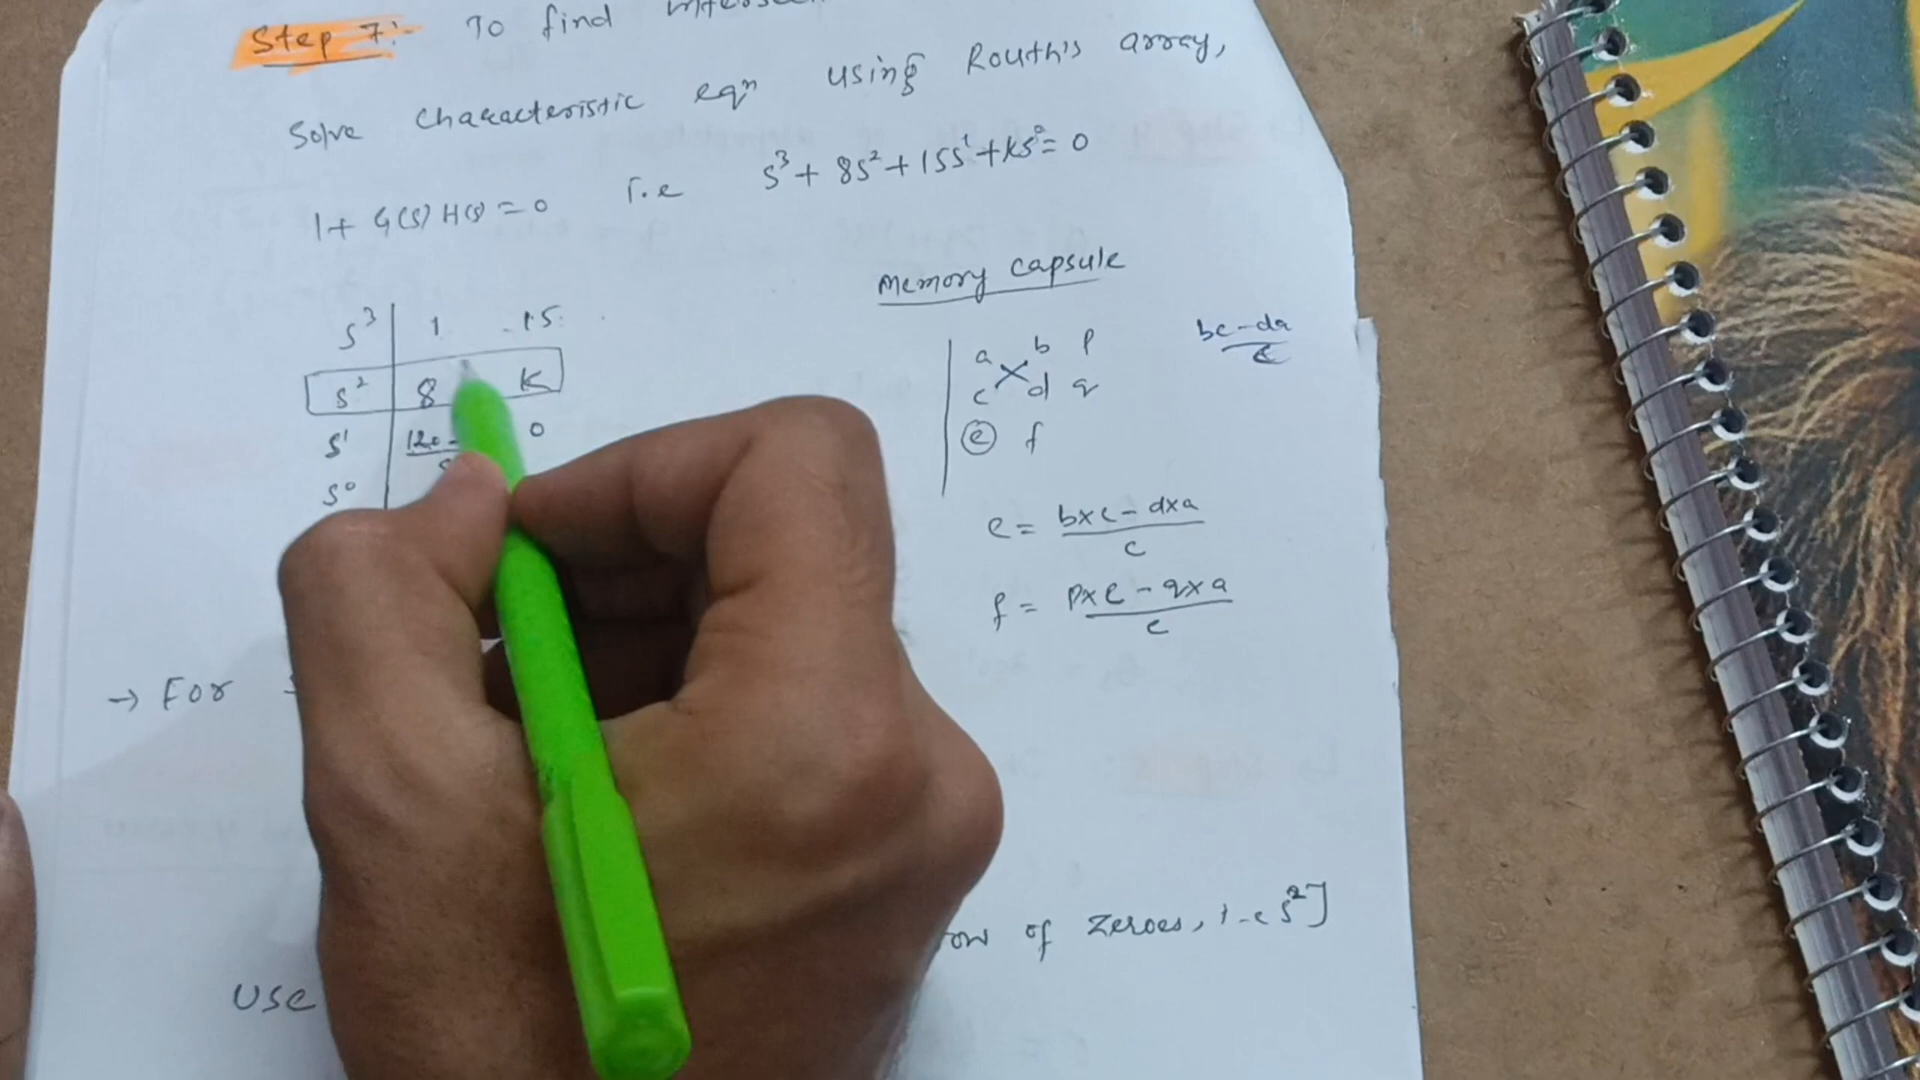 Step 7:- To find
Solve characteristic eqⁿ using Routh's array,
1 + G(s) H(s) = 0 i.e s³ + 8s² + 15s¹ + Ks⁰ = 0
s³ 1 15
s² 8 K
s¹ 120 - 0
s⁰
Memory capsule
a b p
c d q
e f
bc-da
c
e = b×c - d×a
c
f = p×c - q×a
c
→ For
of zeroes, i.e s²]
Use